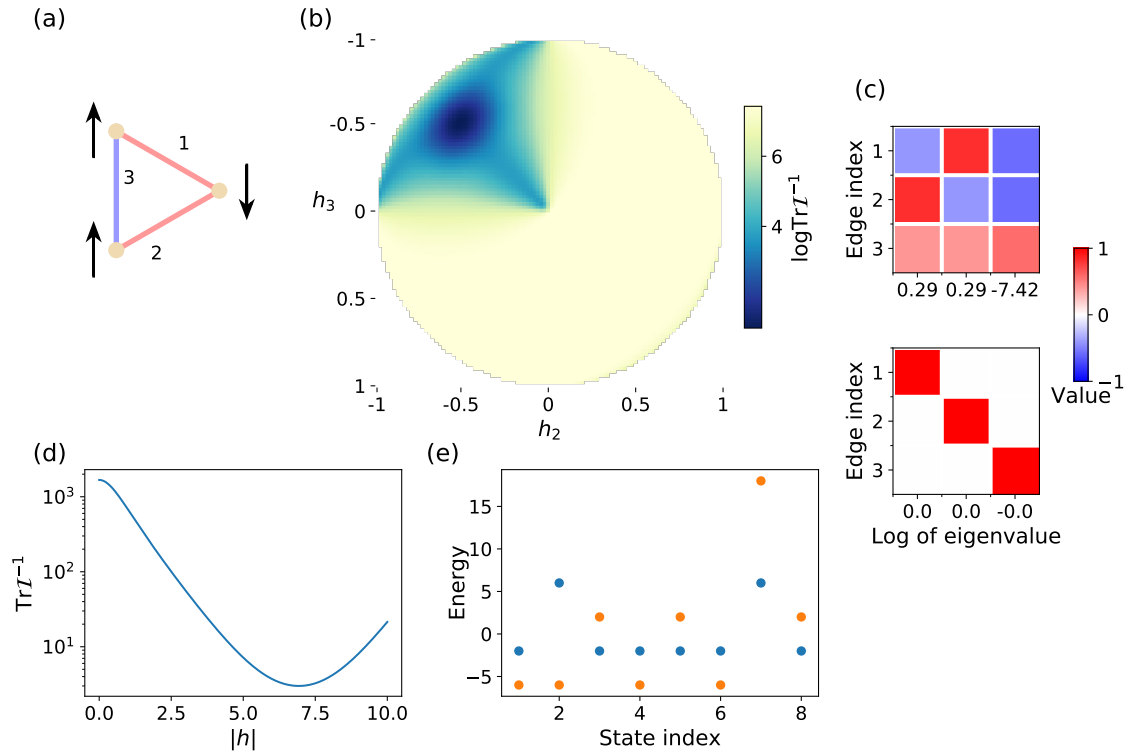 (a)
1
3
2
(b)
-1
-0.5
h₃
0
0.5
1
-1
-0.5
0
0.5
1
h₂
6
4
logTrℐ⁻¹
(c)
Edge index
1
2
3
0.29 0.29 -7.42
Edge index
1
2
3
0.0 0.0 -0.0
Log of eigenvalue
1
0
−1
Value
(d)
Trℐ⁻¹
10³
10²
10¹
0.0 2.5 5.0 7.5 10.0
|h|
(e)
Energy
15
10
5
0
−5
2 4 6 8
State index